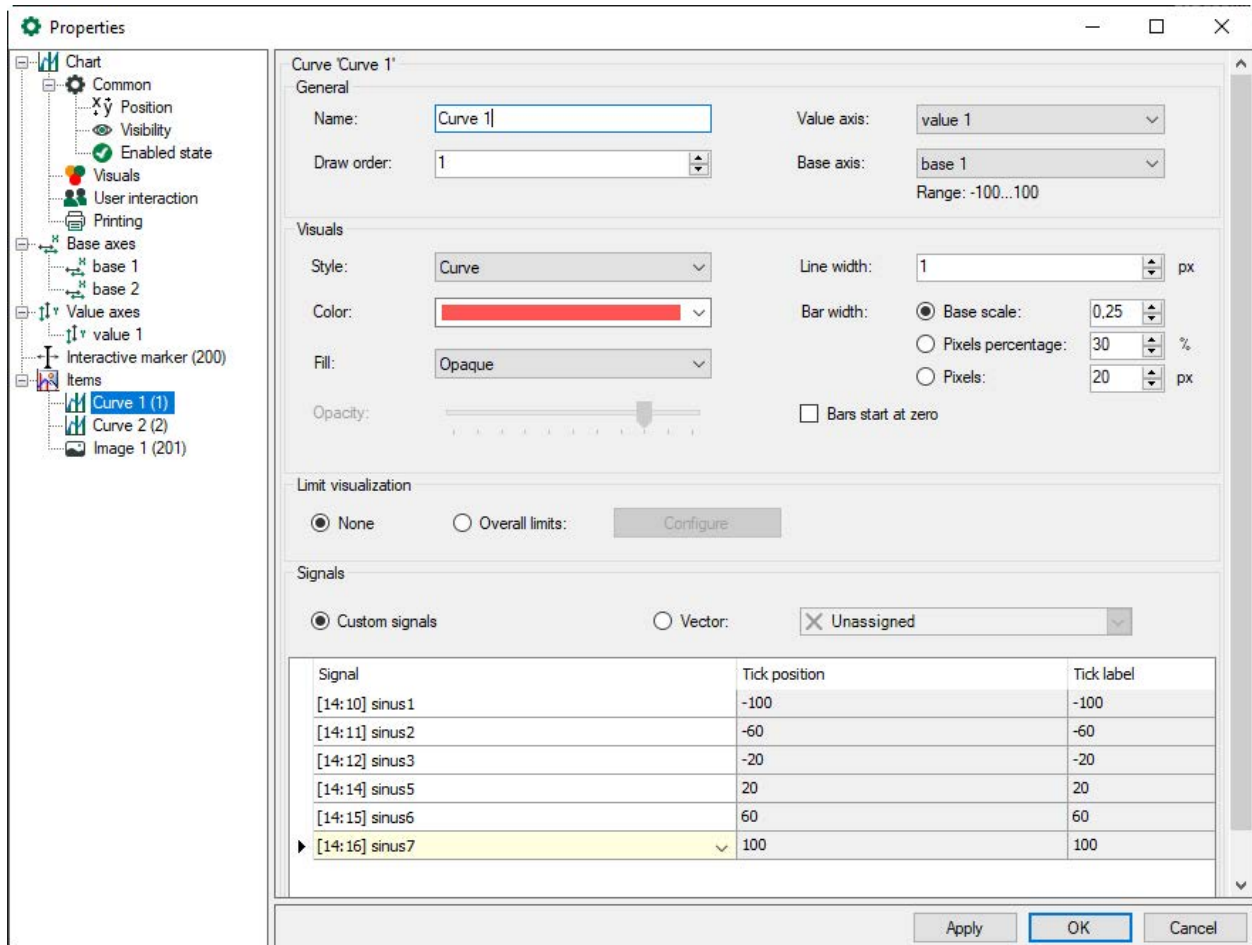 Properties
Chart
Common
Position
Visibility
Enabled state
Visuals
User interaction
Printing
Base axes
base 1
base 2
Value axes
value 1
Interactive marker (200)
Items
Curve 1 (1)
Curve 2 (2)
Image 1 (201)
Curve 'Curve 1'
General
Name: Curve 1 Value axis: value 1
Draw order: 1 Base axis: base 1
Range: -100...100
Visuals
Style: Curve Line width: 1 px
Color: Bar width: Base scale: 0,25
Pixels percentage: 30 %
Fill: Opaque Pixels: 20 px
Opacity: Bars start at zero
Limit visualization
None Overall limits: Configure
Signals
Custom signals Vector: Unassigned
Signal Tick position Tick label
[14:10] sinus1 -100 -100
[14:11] sinus2 -60 -60
[14:12] sinus3 -20 -20
[14:14] sinus5 20 20
[14:15] sinus6 60 60
[14:16] sinus7 100 100
Apply OK Cancel